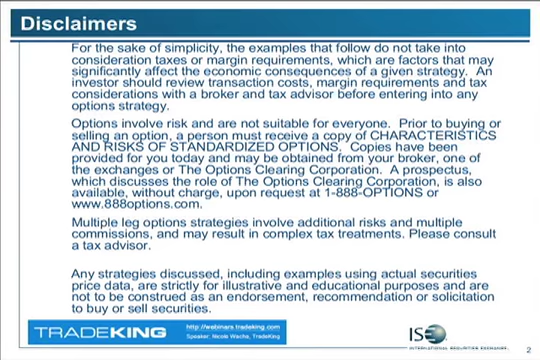 Disclaimers
For the sake of simplicity, the examples that follow do not take into
consideration taxes or margin requirements, which are factors that may
significantly affect the economic consequences of a given strategy. An
investor should review transaction costs, margin requirements and tax
considerations with a broker and tax advisor before entering into any
options strategy.
Options involve risk and are not suitable for everyone. Prior to buying or
selling an option, a person must receive a copy of CHARACTERISTICS
AND RISKS OF STANDARDIZED OPTIONS. Copies have been
provided for you today and may be obtained from your broker, one of
the exchanges or The Options Clearing Corporation. A prospectus,
which discusses the role of The Options Clearing Corporation, is also
available, without charge, upon request at 1-888-OPTIONS or
www.888options.com.
Multiple leg options strategies involve additional risks and multiple
commissions, and may result in complex tax treatments. Please consult
a tax advisor.
Any strategies discussed, including examples using actual securities
price data, are strictly for illustrative and educational purposes and are
not to be construed as an endorsement, recommendation or solicitation
to buy or sell securities.
TRADEKING
http://webinars.tradeking.com
Speaker: Nicole Wachs, TradeKing
ISE
INTERNATIONAL SECURITIES EXCHANGE
2